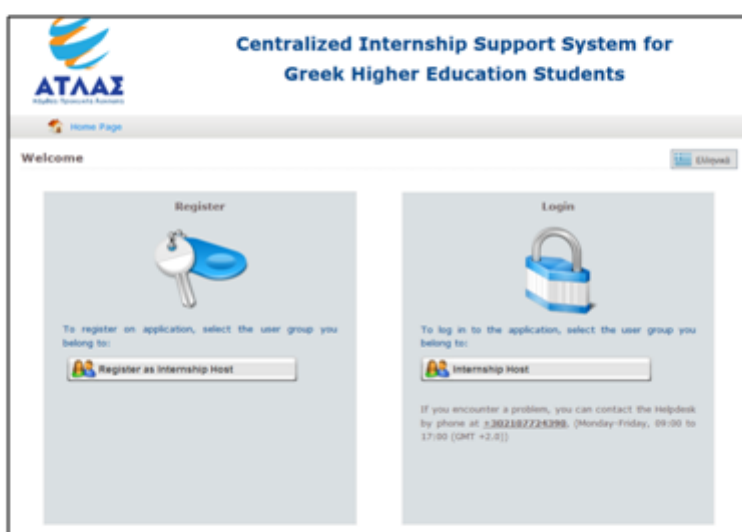 Centralized Internship Support System for
Greek Higher Education Students
ΑΤΛΑΣ
Home Page
Welcome
Ελληνικά
Register
To register on application, select the user group you
belong to:
Register as Internship Host
Login
To log in to the application, select the user group you
belong to:
Internship Host
If you encounter a problem, you can contact the Helpdesk
by phone at +302107724390, (Monday-Friday, 09:00 to
17:00 (GMT +2.0))